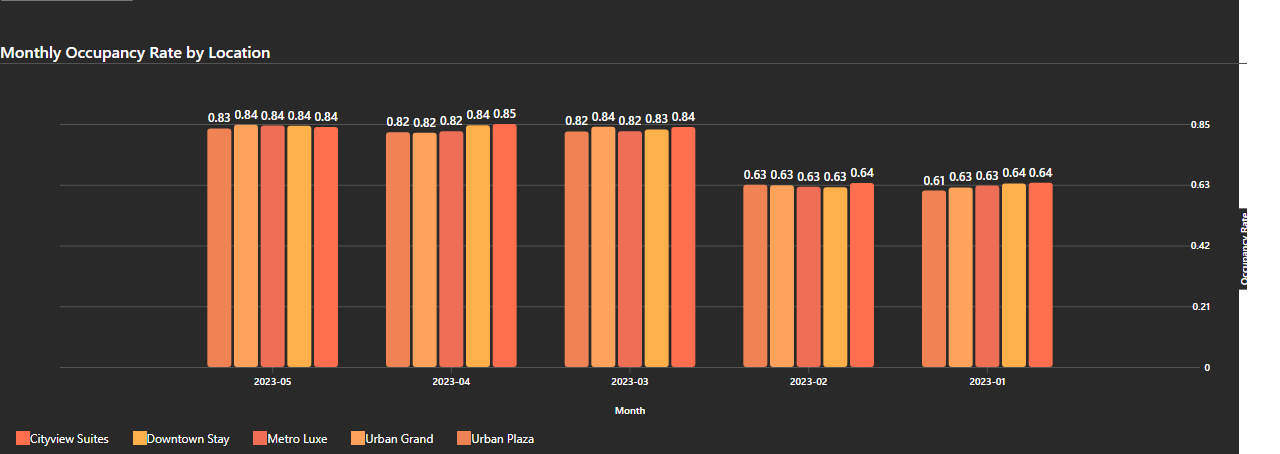 Monthly Occupancy Rate by Location
0.83 0.84 0.84 0.84 0.84
0.82 0.82 0.82 0.84 0.85
0.82 0.84 0.82 0.83 0.84
0.63 0.63 0.63 0.63 0.64
0.61 0.63 0.63 0.64 0.64
0.85
0.63
0.42
0.21
0
Occupancy Rate
2023-05 2023-04 2023-03 2023-02 2023-01
Month
Cityview Suites Downtown Stay Metro Luxe Urban Grand Urban Plaza